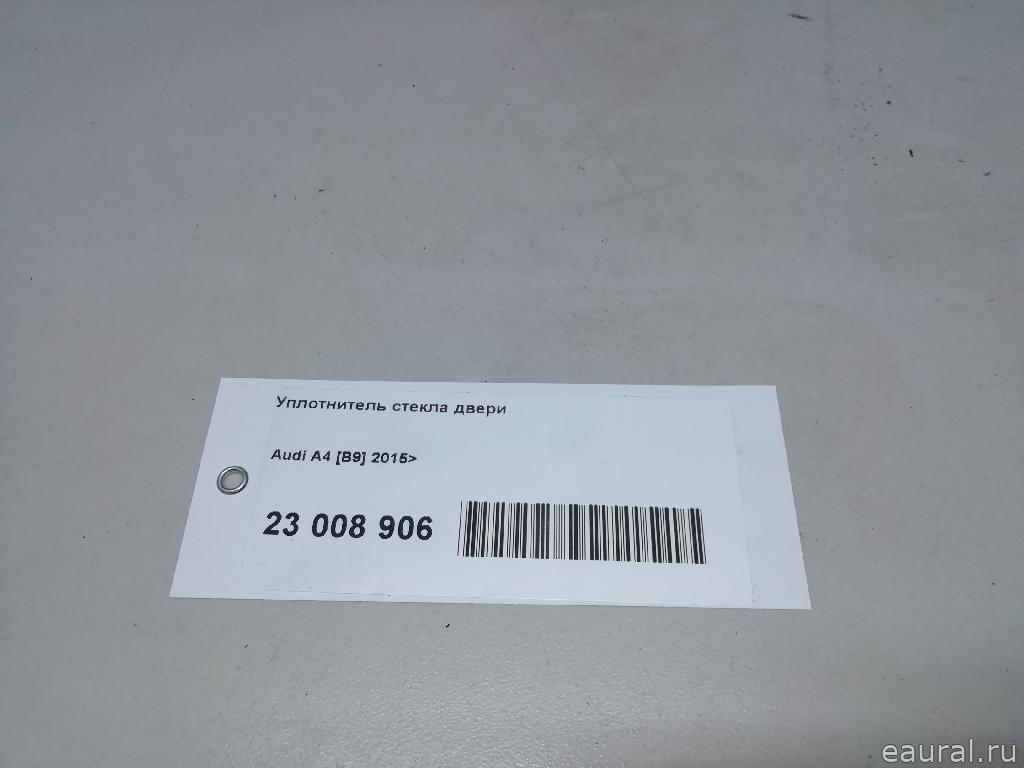 Уплотнитель стекла двери
Audi A4 [B9] 2015>
23 008 906
eaural.ru